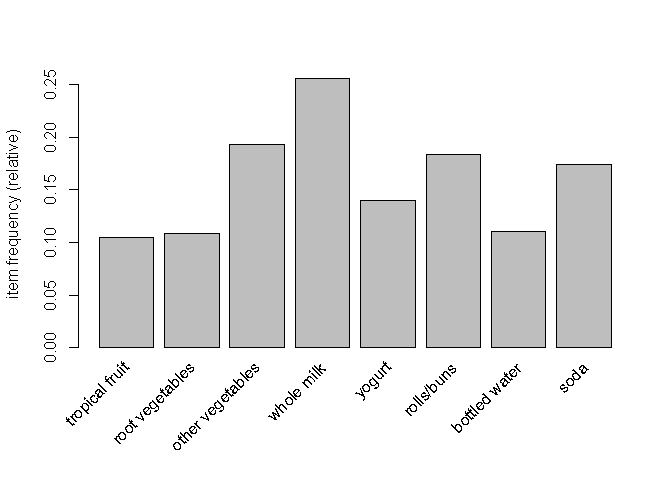 item frequency (relative)
0.25
0.20
0.15
0.10
0.05
0.00
tropical fruit
root vegetables
other vegetables
whole milk
yogurt
rolls/buns
bottled water
soda